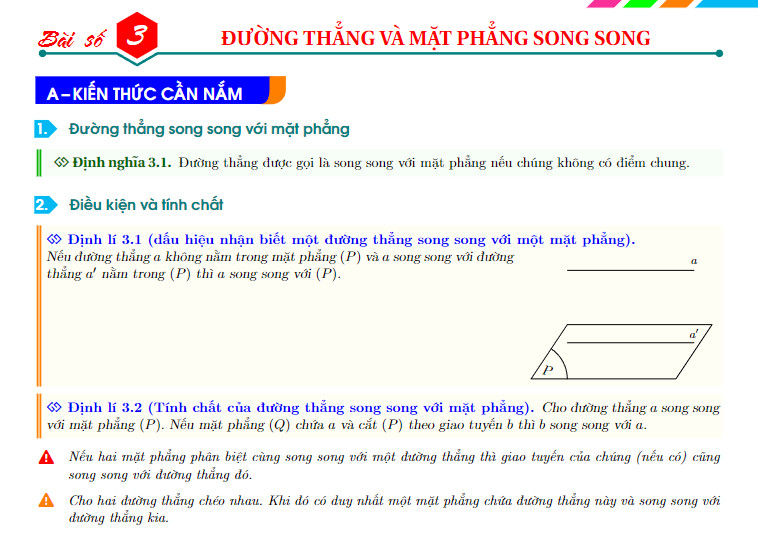 Bài số 3 ĐƯỜNG THẲNG VÀ MẶT PHẲNG SONG SONG
A – KIẾN THỨC CẦN NẮM
1. Đường thẳng song song với mặt phẳng
Định nghĩa 3.1. Đường thẳng được gọi là song song với mặt phẳng nếu chúng không có điểm chung.
2. Điều kiện và tính chất
Định lí 3.1 (dấu hiệu nhận biết một đường thẳng song song với một mặt phẳng).
Nếu đường thẳng a không nằm trong mặt phẳng (P) và a song song với đường
thẳng a′ nằm trong (P) thì a song song với (P).
a
a′
P
Định lí 3.2 (Tính chất của đường thẳng song song với mặt phẳng). Cho đường thẳng a song song
với mặt phẳng (P). Nếu mặt phẳng (Q) chứa a và cắt (P) theo giao tuyến b thì b song song với a.
Nếu hai mặt phẳng phân biệt cùng song song với một đường thẳng thì giao tuyến của chúng (nếu có) cũng
song song với đường thẳng đó.
Cho hai đường thẳng chéo nhau. Khi đó có duy nhất một mặt phẳng chứa đường thẳng này và song song với
đường thẳng kia.